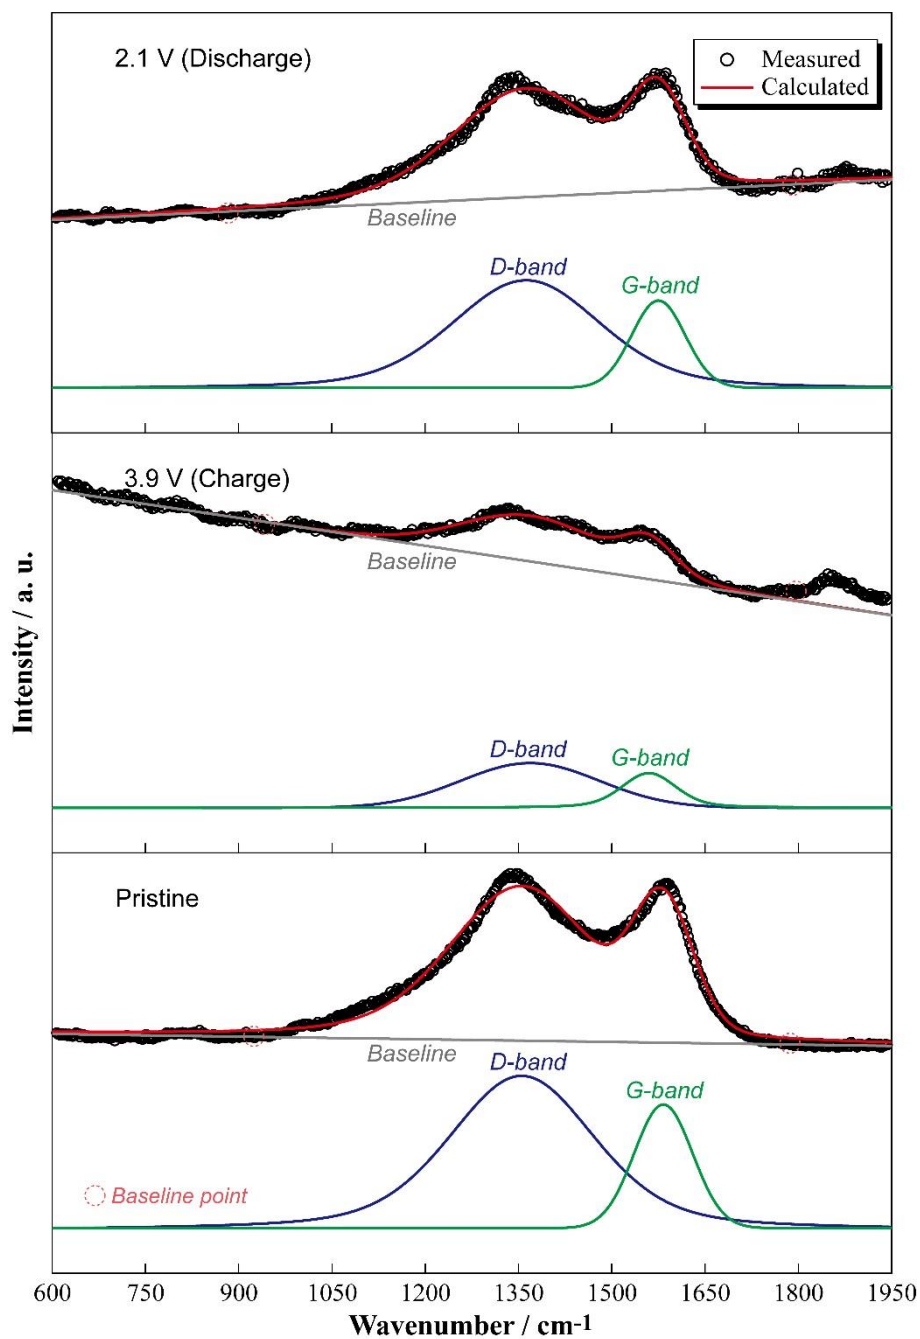 2.1 V (Discharge)
Measured
Calculated
Baseline
D-band
G-band
3.9 V (Charge)
Baseline
D-band
G-band
Pristine
Baseline
D-band
G-band
Baseline point
Intensity / a. u.
600 750 900 1050 1200 1350 1500 1650 1800 1950
Wavenumber / cm-1